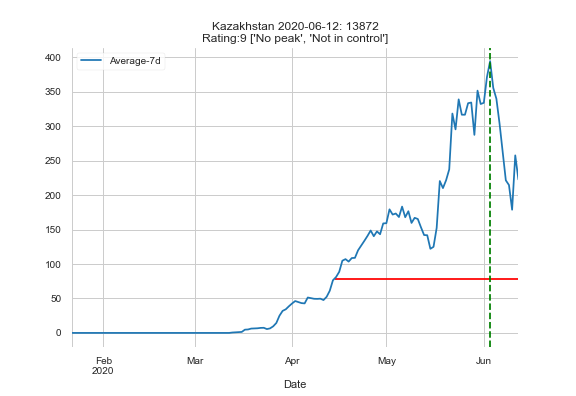 Kazakhstan 2020-06-12: 13872
Rating:9 ['No peak', 'Not in control']
Average-7d
400
350
300
250
200
150
100
50
0
Feb
2020
Mar
Apr
May
Jun
Date